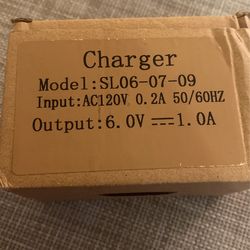 Charger
Model:SL06-07-09
Input:AC120V 0.2A 50/60HZ
Output:6.0V⎓1.0A